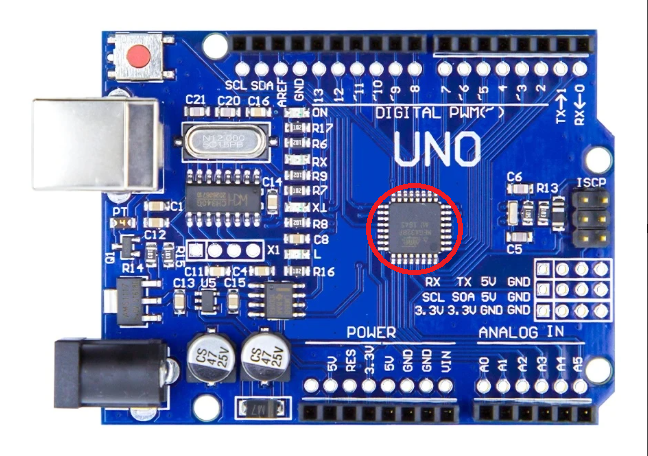 SCL SDA AREF GND 13 12 ~11 ~10 ~9 8 7 ~6 ~5 4 ~3 2 TX→1 RX←0
C21 C20 C16 ON
DIGITAL PWM(~)
R17
R6
UNO
RX
R9
C14
R7
C6
R13
ISCP
PT
C1
TX
R8
Q1
C12
C8
X1
L
C5
R14
C11 C4
R16
RX TX 5V GND
C13 U5 C15
SCL SOA 5V GND
3.3V 3.3V GND GND
POWER
ANALOG IN
5V RES 3.3V 5V GND GND VIN A0 A1 A2 A3 A4 A5
CS
47
25V
CS
47
25V
M7